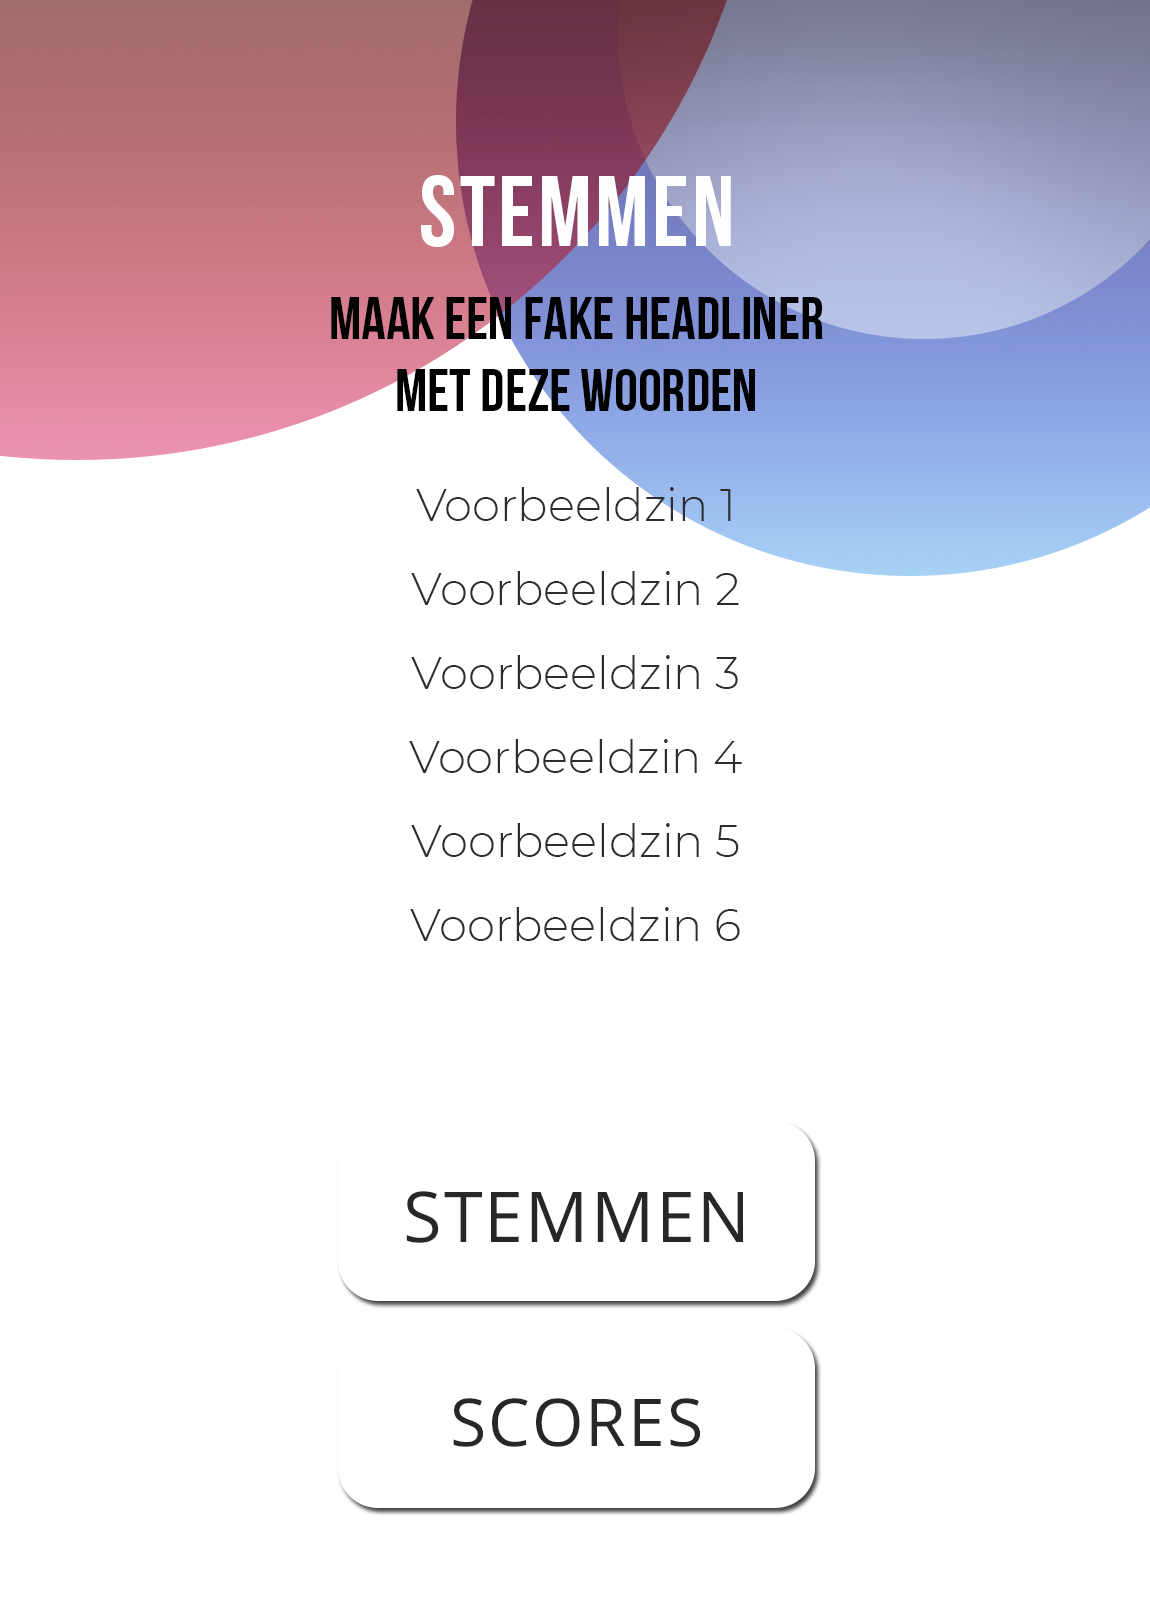 STEMMEN
MAAK EEN FAKE HEADLINER
MET DEZE WOORDEN
Voorbeeldzin 1
Voorbeeldzin 2
Voorbeeldzin 3
Voorbeeldzin 4
Voorbeeldzin 5
Voorbeeldzin 6
STEMMEN
SCORES